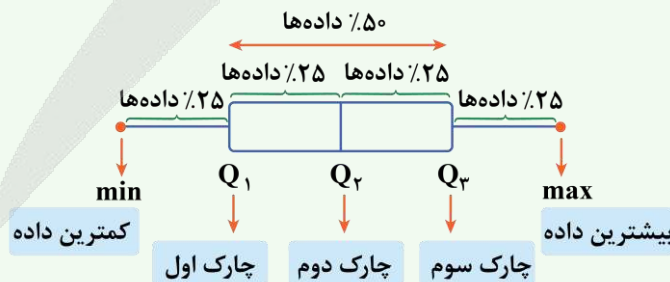 ۵۰٪ داده‌ها
۲۵٪ داده‌ها ۲۵٪ داده‌ها
۲۵٪ داده‌ها ۲۵٪ داده‌ها
min Q۱ Q۲ Q۳ max
کمترین داده بیشترین داده
چارک اول چارک دوم چارک سوم